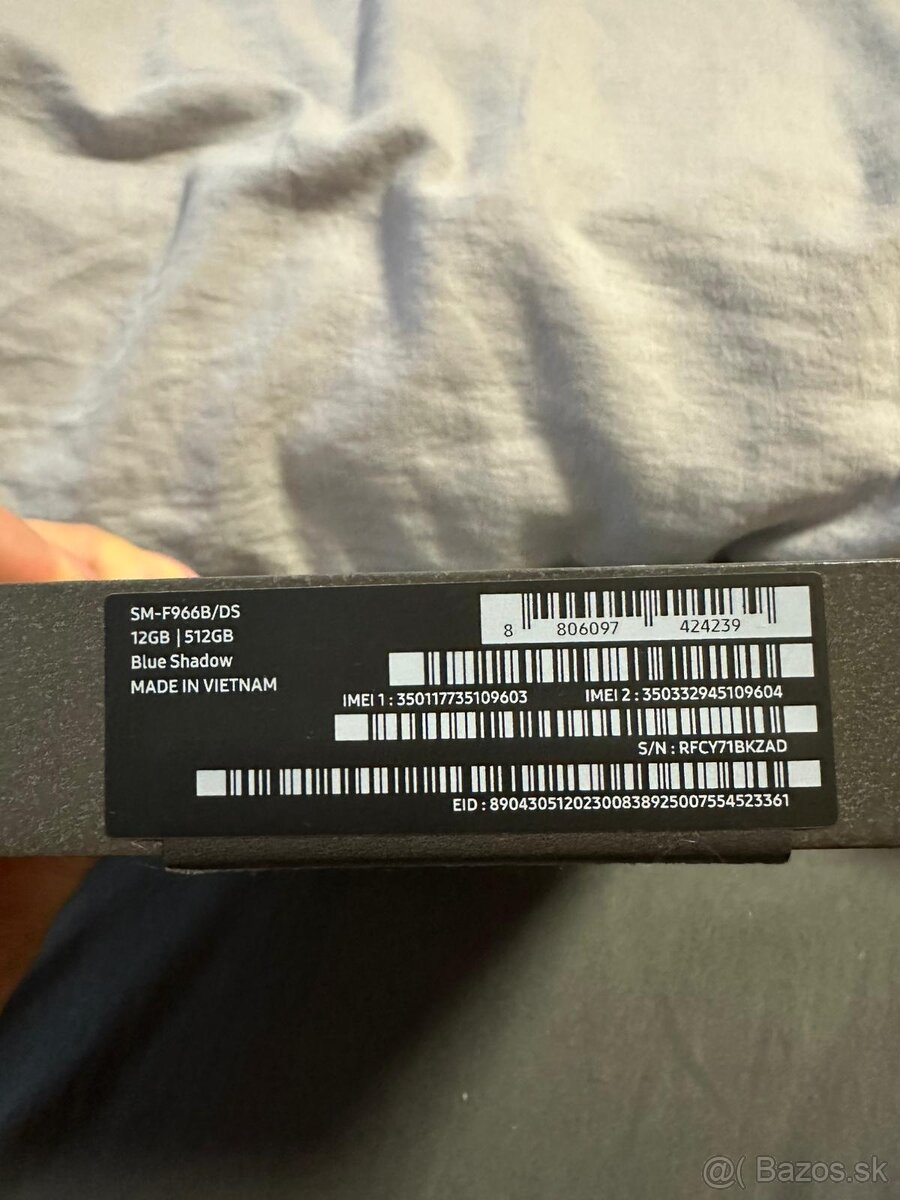 SM-F966B/DS
12GB | 512GB
Blue Shadow
MADE IN VIETNAM
8 806097 424239
IMEI 1 : 350117735109603 IMEI 2 : 350332945109604
S/N : RFCY71BKZAD
EID : 89043051202300838925007554523361
@( Bazos.sk